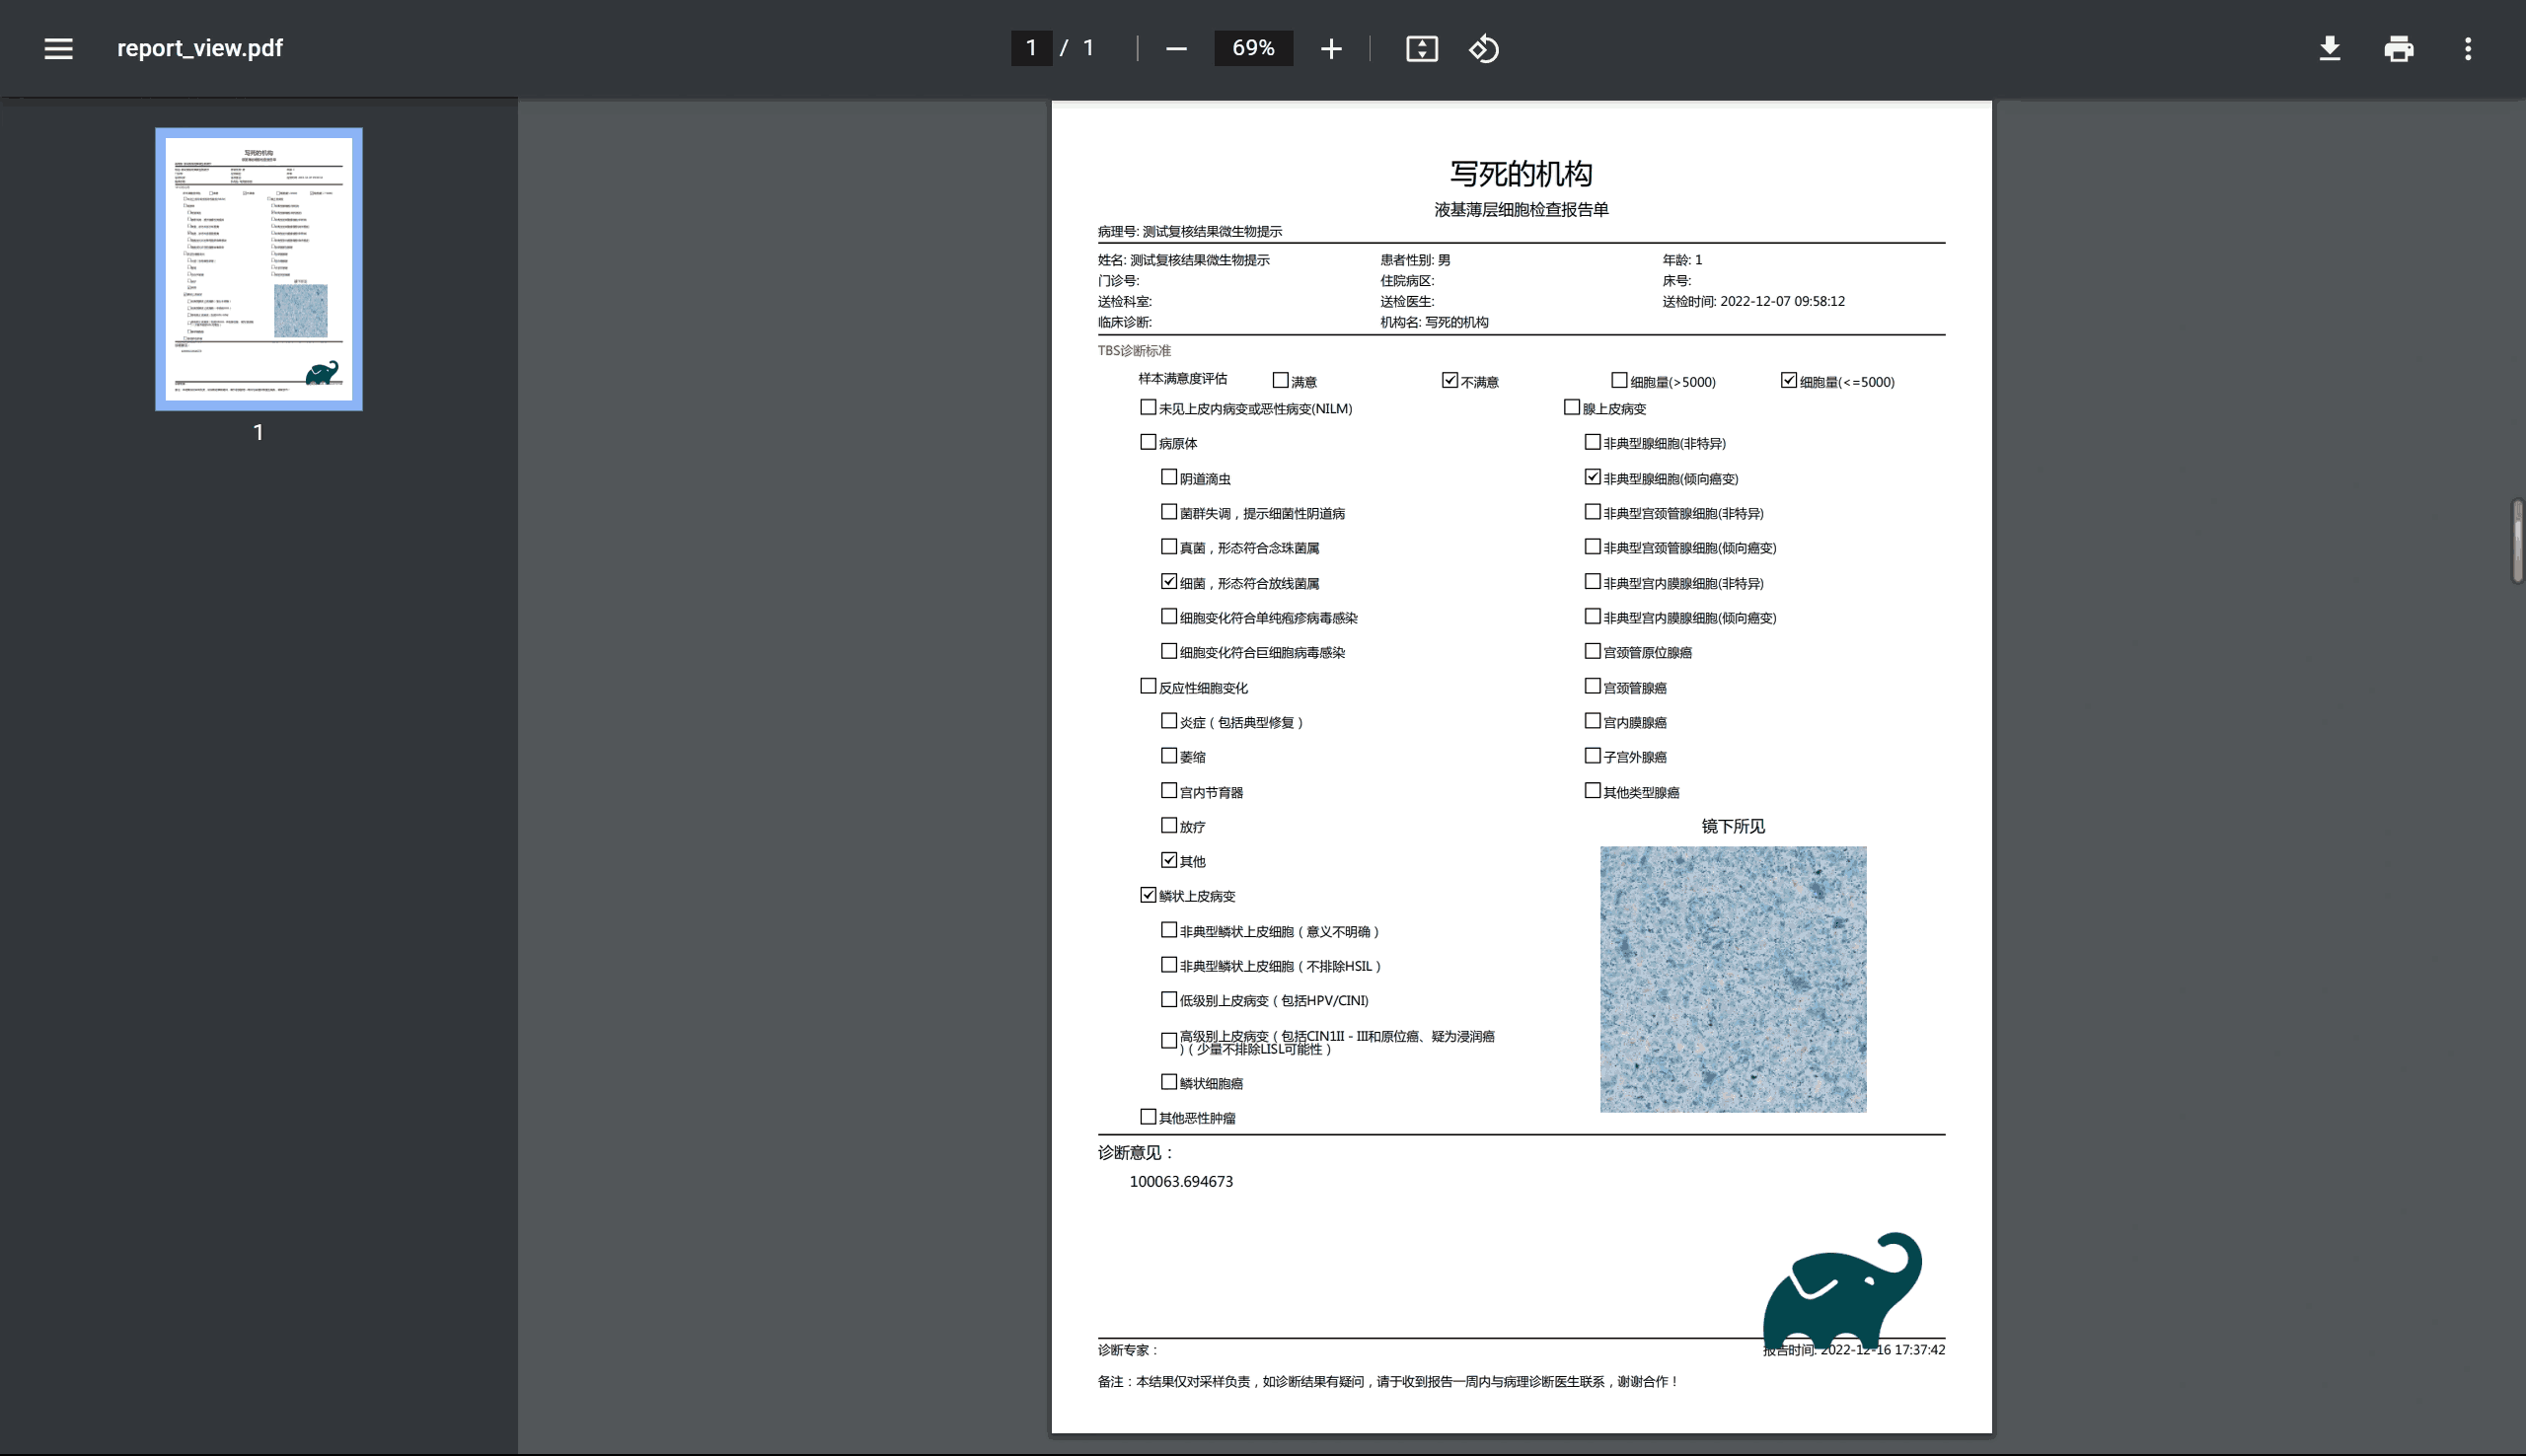 report_view.pdf
1 / 1
69%
1
写死的机构
液基薄层细胞检查报告单
病理号: 测试复核结果微生物提示
姓名: 测试复核结果微生物提示 患者性别: 男 年龄: 1
门诊号: 住院病区: 床号:
送检科室: 送检医生: 送检时间: 2022-12-07 09:58:12
临床诊断: 机构名: 写死的机构
TBS诊断标准
样本满意度评估 满意 不满意 细胞量(>5000) 细胞量(<=5000)
未见上皮内病变或恶性病变(NILM) 腺上皮病变
病原体 非典型腺细胞(非特异)
阴道滴虫 非典型腺细胞(倾向癌变)
菌群失调，提示细菌性阴道病 非典型宫颈管腺细胞(非特异)
真菌，形态符合念珠菌属 非典型宫颈管腺细胞(倾向癌变)
细菌，形态符合放线菌属 非典型宫内膜腺细胞(非特异)
细胞变化符合单纯疱疹病毒感染 非典型宫内膜腺细胞(倾向癌变)
细胞变化符合巨细胞病毒感染 宫颈管原位腺癌
反应性细胞变化 宫颈管腺癌
炎症（包括典型修复） 宫内膜腺癌
萎缩 子宫外腺癌
宫内节育器 其他类型腺癌
放疗 镜下所见
其他
鳞状上皮病变
非典型鳞状上皮细胞（意义不明确）
非典型鳞状上皮细胞（不排除HSIL）
低级别上皮病变（包括HPV/CINI)
高级别上皮病变（包括CIN1II - III和原位癌、疑为浸润癌
)（少量不排除LISL可能性）
鳞状细胞癌
其他恶性肿瘤
诊断意见：
100063.694673
诊断专家： 报告时间: 2022-12-16 17:37:42
备注：本结果仅对采样负责，如诊断结果有疑问，请于收到报告一周内与病理诊断医生联系，谢谢合作！